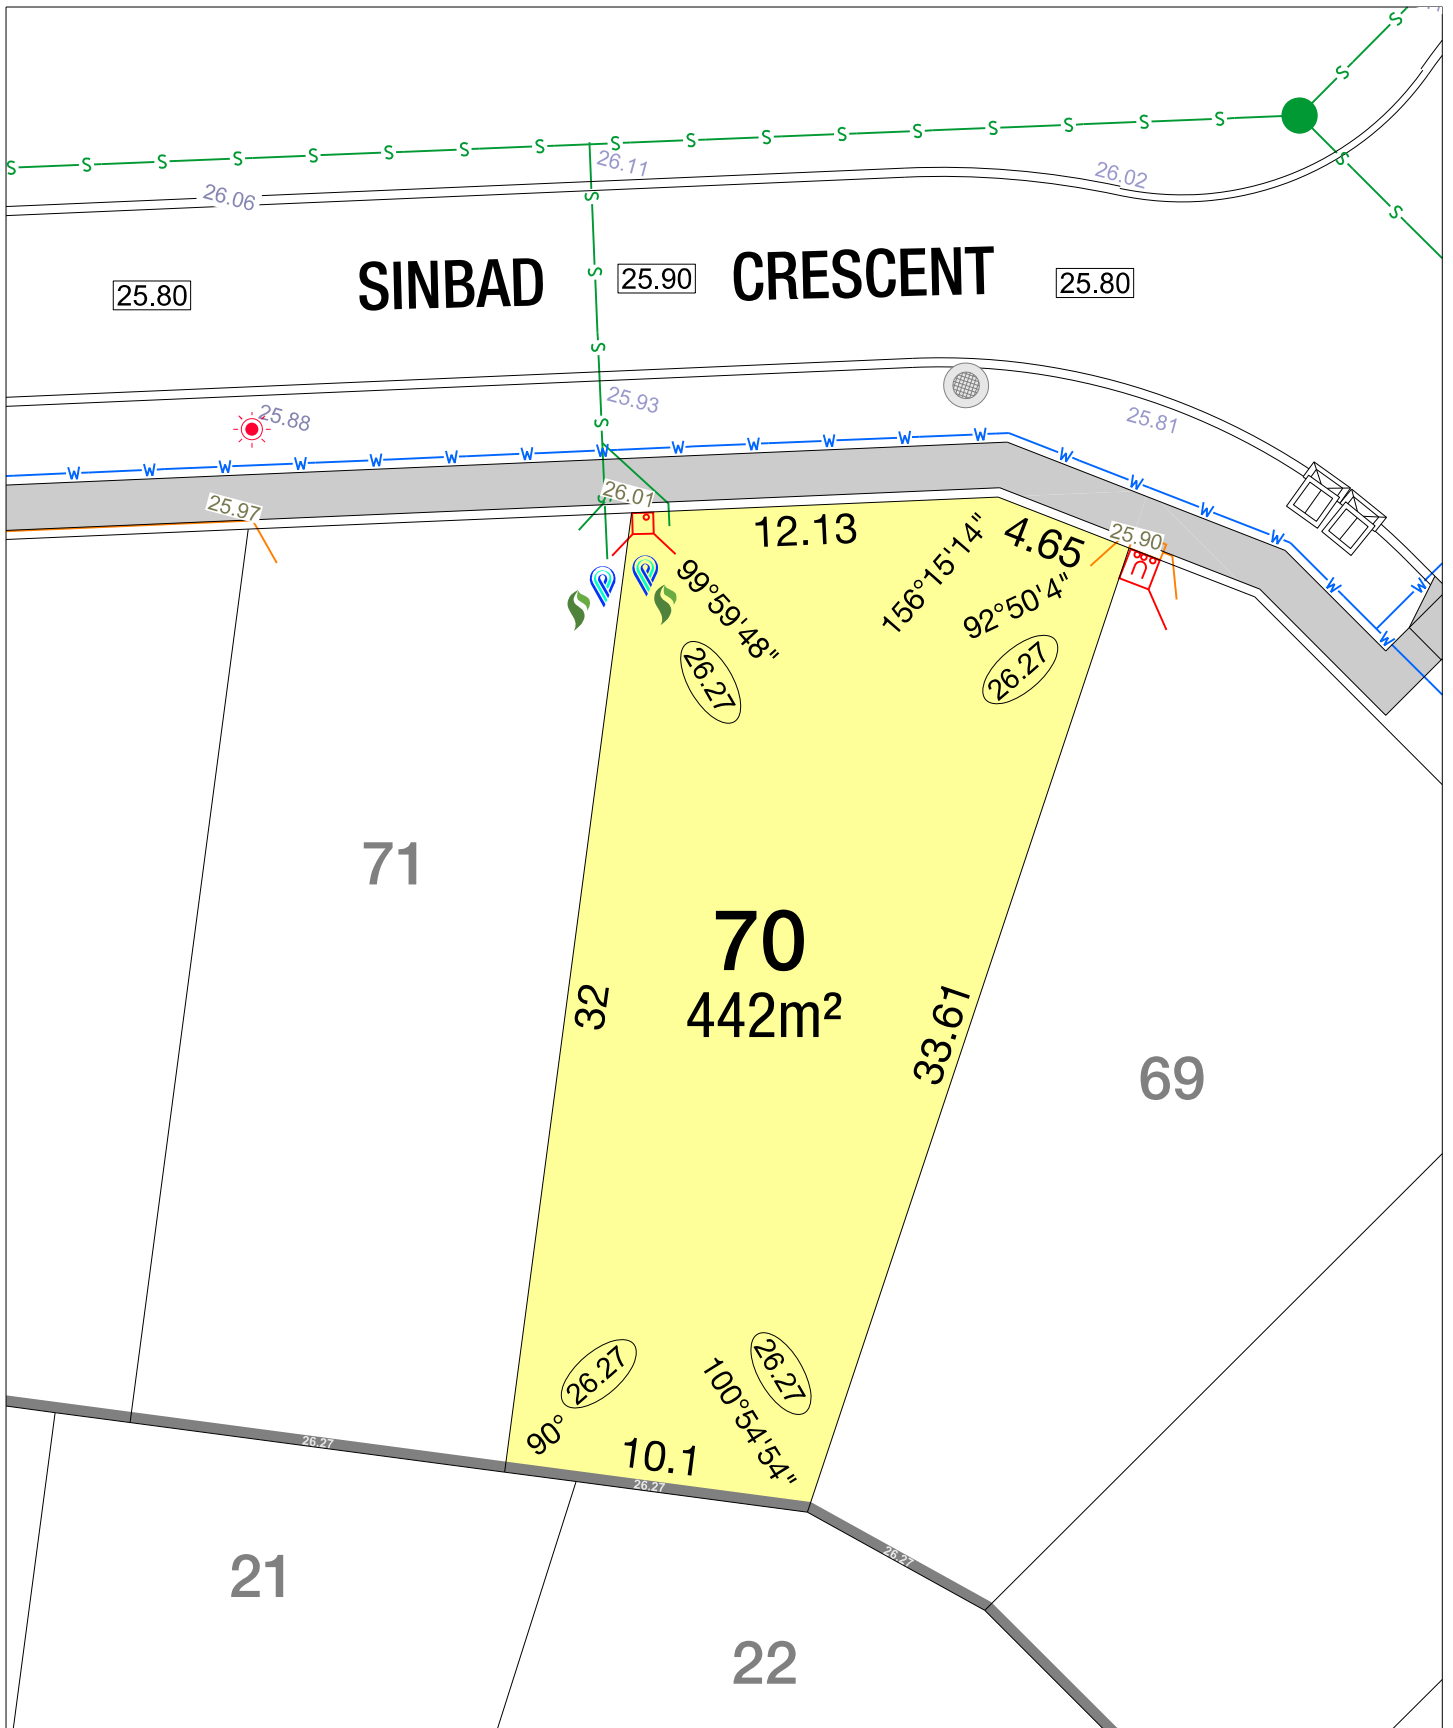 S S S S S S S S S S S S S S S S S
S
S
S
S
26.11
26.02
26.06
S
S
S
S
SINBAD CRESCENT
25.80
25.90
25.80
25.93
25.88
25.81
W W W W W W W W W W W W W
W W W W
W
W
W
25.97
26.01
25.90
12.13
4.65
99°59'48"
156°15'14"
92°50'4"
26.27
26.27
71
70
442m²
32
33.61
69
26.27
26.27
90°
100°54'54"
10.1
26.27
26.27
26.27
21
22